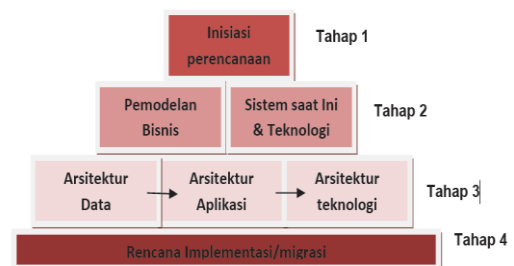 Inisiasi
perencanaan
Tahap 1
Pemodelan
Bisnis
Sistem saat Ini
& Teknologi
Tahap 2
Arsitektur
Data
Arsitektur
Aplikasi
Arsitektur
teknologi
Tahap 3
Rencana Implementasi/migrasi
Tahap 4